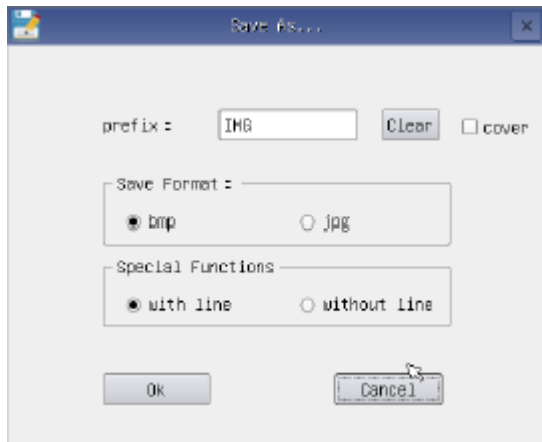 Save As...
prefix : IMG Clear cover
Save Format :
bmp jpg
Special Functions
with line without line
Ok Cancel